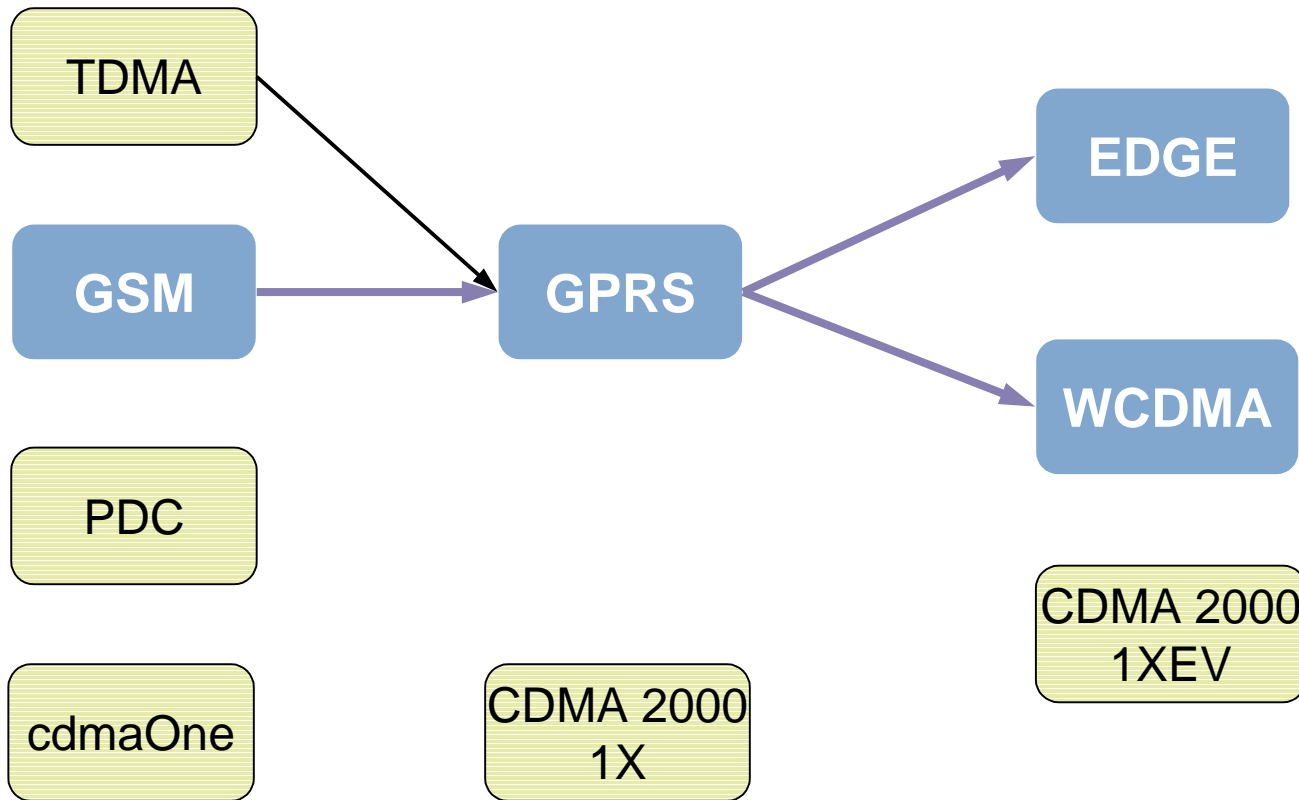 TDMA
EDGE
GSM
GPRS
WCDMA
PDC
CDMA 2000
1XEV
cdmaOne
CDMA 2000
1X